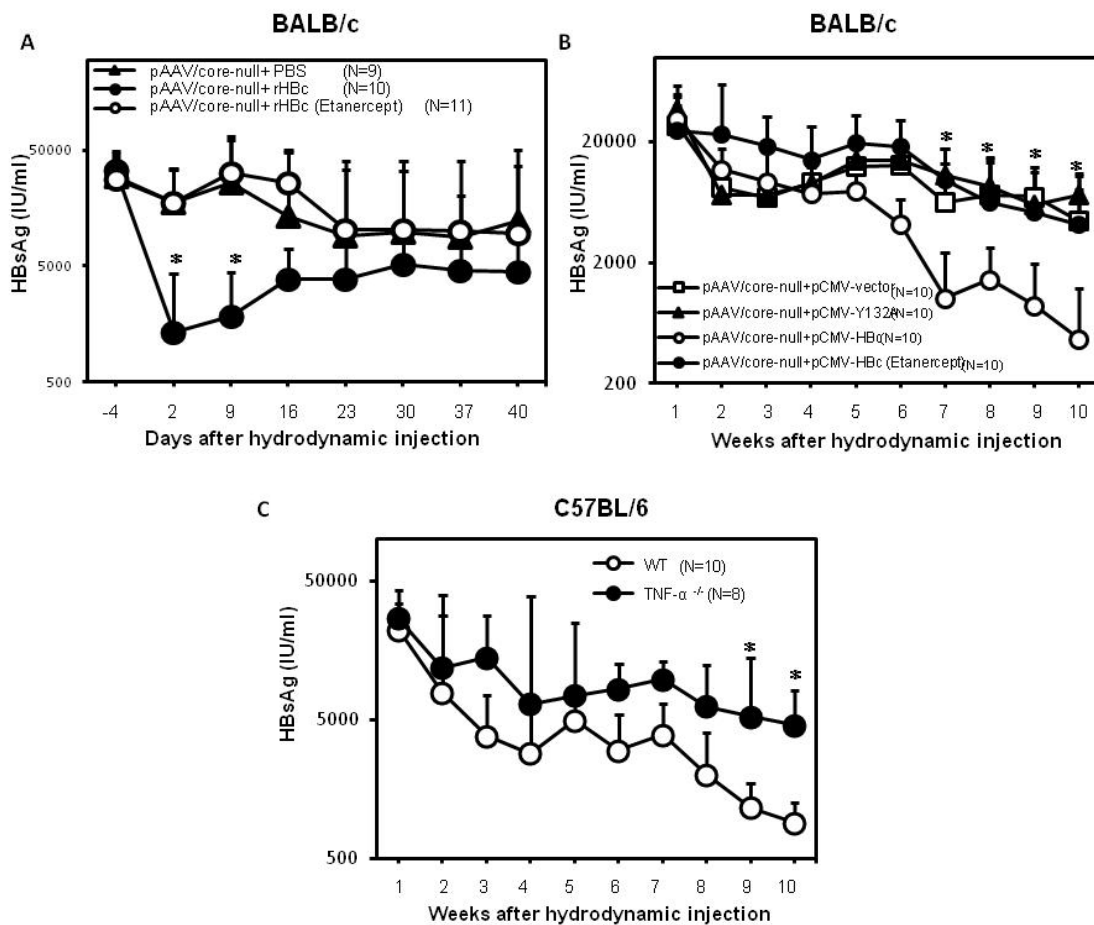 BALB/c
A
pAAV/core-null+ PBS (N=9)
pAAV/core-null+ rHBc (N=10)
pAAV/core-null+ rHBc (Etanercept) (N=11)
HBsAg (IU/ml)
50000
5000
500
-4 2 9 16 23 30 37 40
* *
Days after hydrodynamic injection
BALB/c
B
HBsAg (IU/ml)
20000
2000
200
* * * *
pAAV/core-null+pCMV-vector (N=10)
pAAV/core-null+pCMV-Y132A (N=10)
pAAV/core-null+pCMV-HBc (N=10)
pAAV/core-null+pCMV-HBc (Etanercept) (N=10)
1 2 3 4 5 6 7 8 9 10
Weeks after hydrodynamic injection
C57BL/6
C
WT (N=10)
TNF-α -/- (N=8)
HBsAg (IU/ml)
50000
5000
500
* *
1 2 3 4 5 6 7 8 9 10
Weeks after hydrodynamic injection